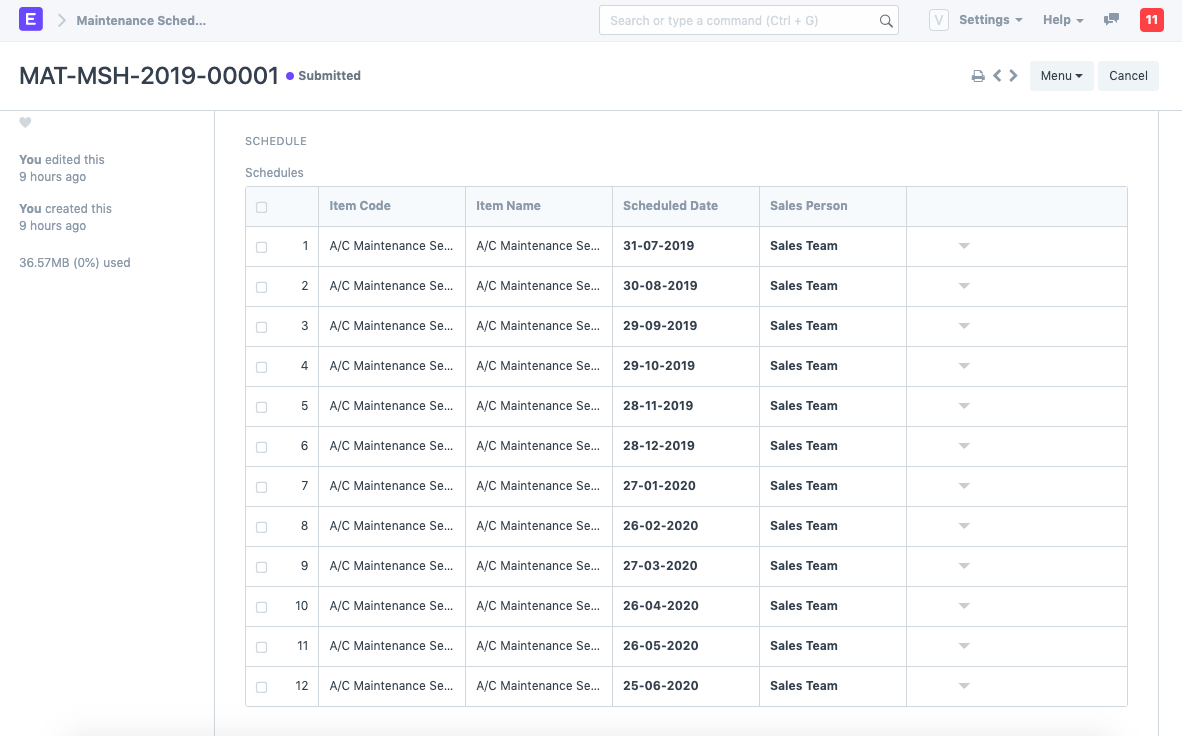 E Maintenance Sched... Search or type a command (Ctrl + G) V Settings Help 11
MAT-MSH-2019-00001 Submitted Menu Cancel
You edited this
9 hours ago
You created this
9 hours ago
36.57MB (0%) used
SCHEDULE
Schedules
Item Code Item Name Scheduled Date Sales Person
1 A/C Maintenance Se... A/C Maintenance Se... 31-07-2019 Sales Team
2 A/C Maintenance Se... A/C Maintenance Se... 30-08-2019 Sales Team
3 A/C Maintenance Se... A/C Maintenance Se... 29-09-2019 Sales Team
4 A/C Maintenance Se... A/C Maintenance Se... 29-10-2019 Sales Team
5 A/C Maintenance Se... A/C Maintenance Se... 28-11-2019 Sales Team
6 A/C Maintenance Se... A/C Maintenance Se... 28-12-2019 Sales Team
7 A/C Maintenance Se... A/C Maintenance Se... 27-01-2020 Sales Team
8 A/C Maintenance Se... A/C Maintenance Se... 26-02-2020 Sales Team
9 A/C Maintenance Se... A/C Maintenance Se... 27-03-2020 Sales Team
10 A/C Maintenance Se... A/C Maintenance Se... 26-04-2020 Sales Team
11 A/C Maintenance Se... A/C Maintenance Se... 26-05-2020 Sales Team
12 A/C Maintenance Se... A/C Maintenance Se... 25-06-2020 Sales Team